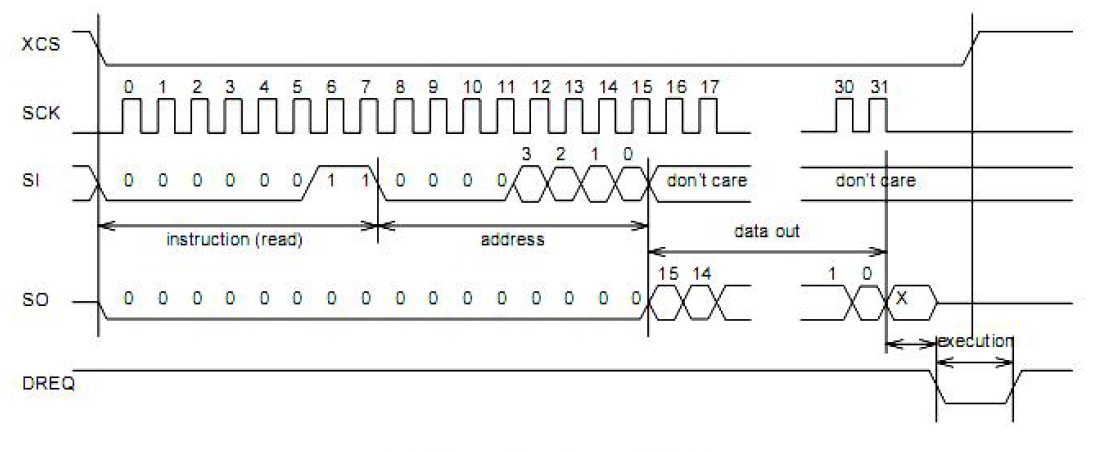 XCS
0 1 2 3 4 5 6 7 8 9 10 11 12 13 14 15 16 17 30 31
SCK
3 2 1 0
SI 0 0 0 0 0 0 1 1 0 0 0 0 don't care don't care
instruction (read) address data out
15 14 1 0
SO 0 0 0 0 0 0 0 0 0 0 0 0 0 0 0 0 X
execution
DREQ